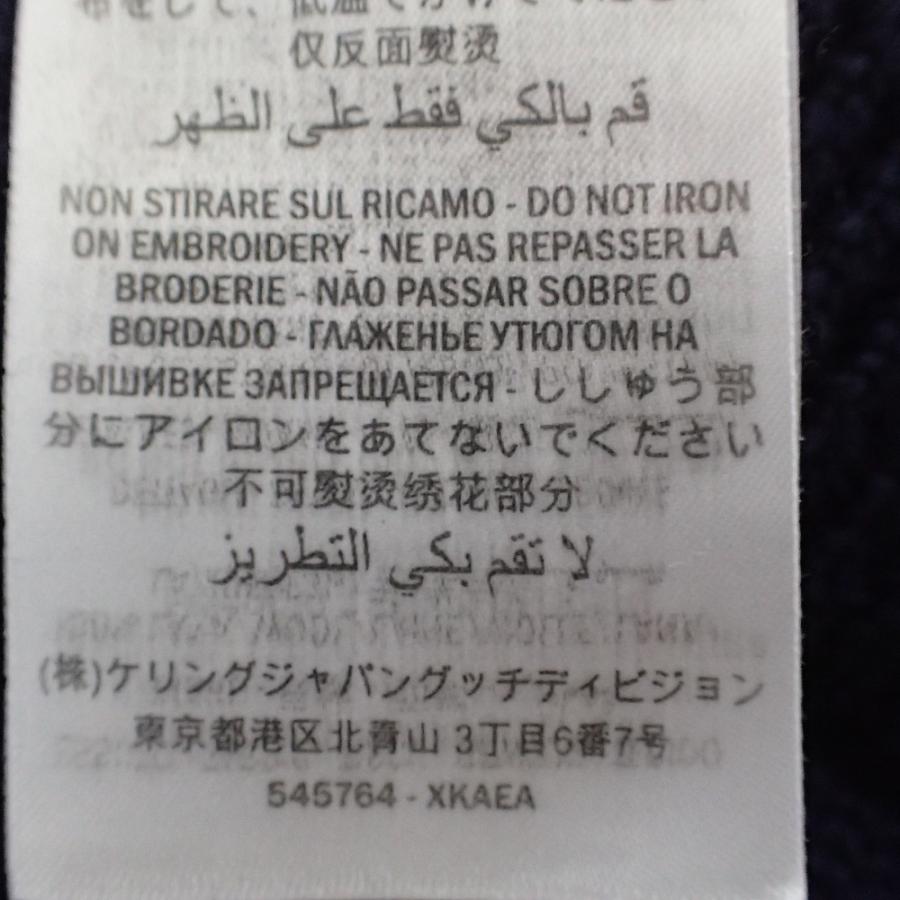 仅反面熨烫
قم بالكي فقط على الظهر
NON STIRARE SUL RICAMO - DO NOT IRON
ON EMBROIDERY - NE PAS REPASSER LA
BRODERIE - NÃO PASSAR SOBRE O
BORDADO - ГЛАЖЕНЬЕ УТЮГОМ НА
ВЫШИВКЕ ЗАПРЕЩАЕТСЯ - ししゅう部
分にアイロンをあてないでください
不可熨烫绣花部分
لا تقم بكي التطريز
(株)ケリングジャパングッチディビジョン
東京都港区北青山 3丁目6番7号
545764 - XKAEA